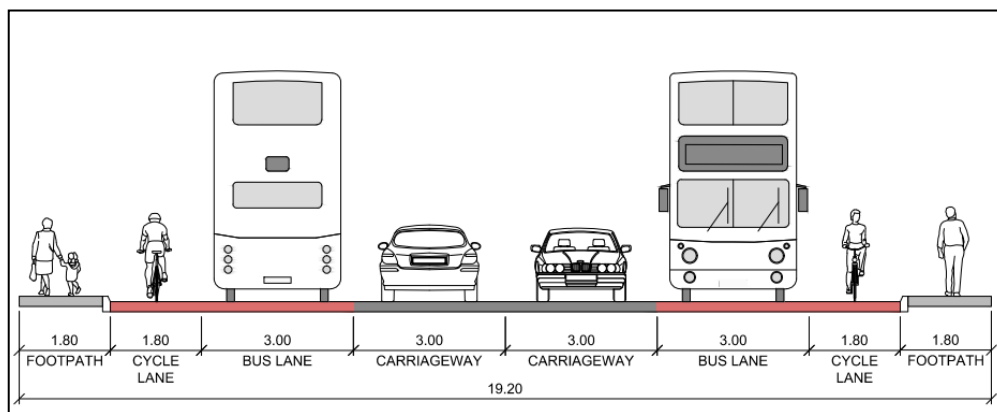 1.80 1.80 3.00 3.00 3.00 3.00 1.80 1.80
FOOTPATH CYCLE LANE BUS LANE CARRIAGEWAY CARRIAGEWAY BUS LANE CYCLE LANE FOOTPATH
19.20